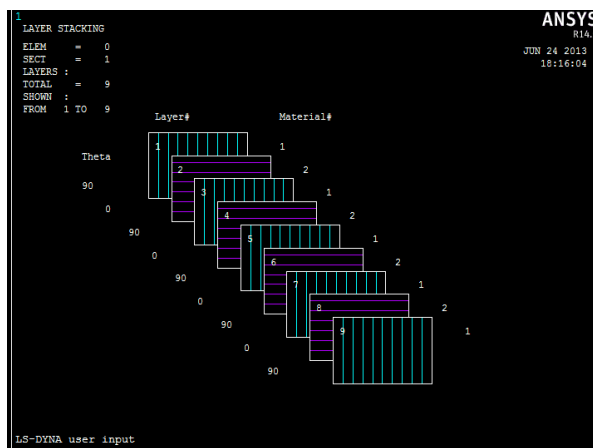 1
ANSYS
R14.
LAYER STACKING
ELEM = 0
SECT = 1
LAYERS :
TOTAL = 9
SHOWN :
FROM 1 TO 9
JUN 24 2013
18:16:04
Layer# Material#
Theta
1 1
90
2 2
0
3 1
90
4 2
0
5 1
90
6 2
0
7 1
90
8 2
0
9 1
90
LS-DYNA user input